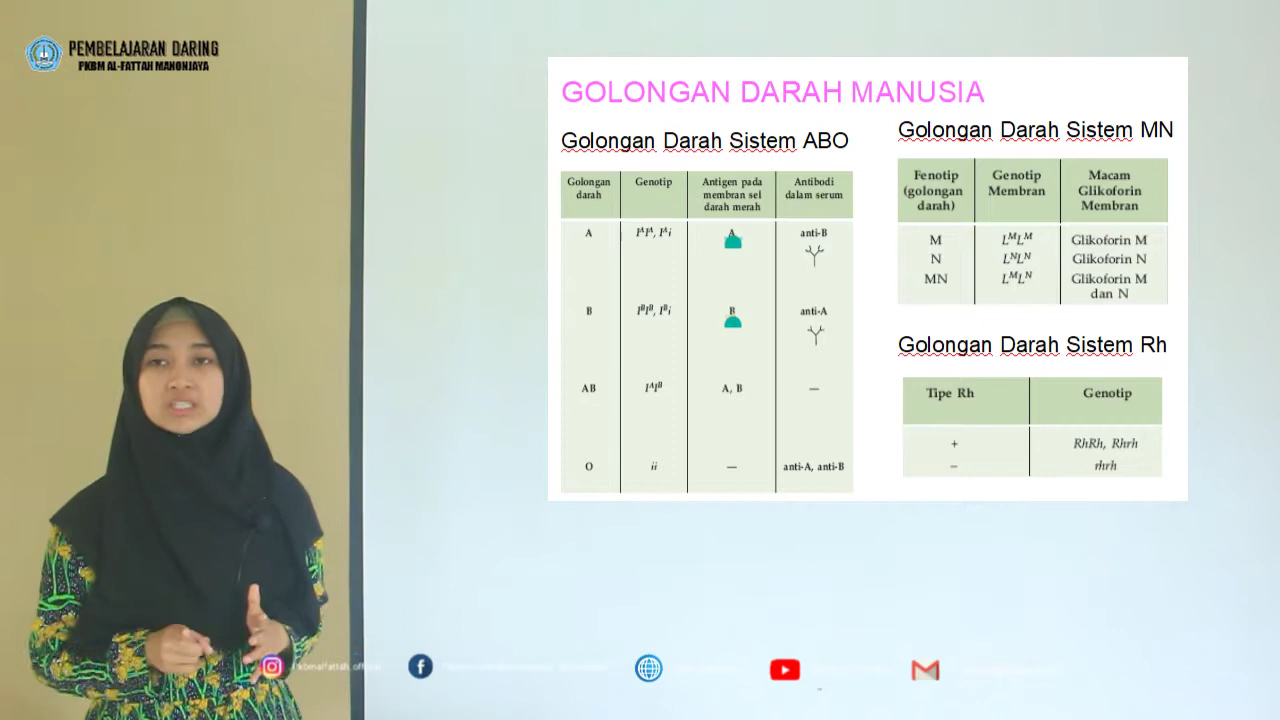 PEMBELAJARAN DARING
PKBM AL-FATTAH MANONJAYA
GOLONGAN DARAH MANUSIA
Golongan Darah Sistem ABO
Golongan darah Genotip Antigen pada membran sel darah merah Antibodi dalam serum
A IᴬIᴬ, Iᴬi A anti-B
B IᴮIᴮ, Iᴮi B anti-A
AB IᴬIᴮ A, B —
O ii — anti-A, anti-B
Golongan Darah Sistem MN
Fenotip (golongan darah) Genotip Membran Macam Glikoforin Membran
M LᴹLᴹ Glikoforin M
N LᴺLᴺ Glikoforin N
MN LᴹLᴺ Glikoforin M dan N
Golongan Darah Sistem Rh
Tipe Rh Genotip
+ RhRh, Rhrh
– rhrh